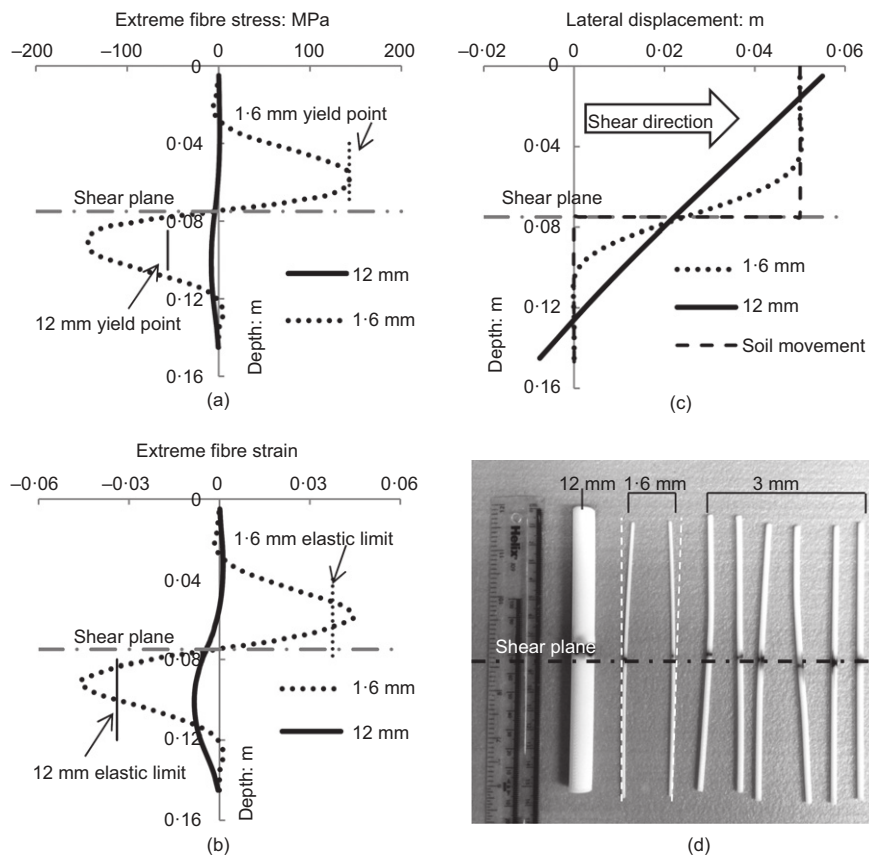 Extreme fibre stress: MPa
–200 –100 0 100 200
1·6 mm yield point
0·04
Shear plane
0·08
12 mm
12 mm yield point
0·12
1·6 mm
Depth: m
0·16
(a)
Lateral displacement: m
–0·02 0 0·02 0·04 0·06
Shear direction
0·04
Shear plane
0·08
1·6 mm
0·12
12 mm
Depth: m
Soil movement
0·16
(c)
Extreme fibre strain
–0·06 –0·04 –0·02 0 0·03 0·06
1·6 mm elastic limit
0·04
Shear plane
0·08
1·6 mm
0·12
12 mm
12 mm elastic limit
Depth: m
0·16
(b)
12 mm 1·6 mm 3 mm
Helix
Shear plane
(d)